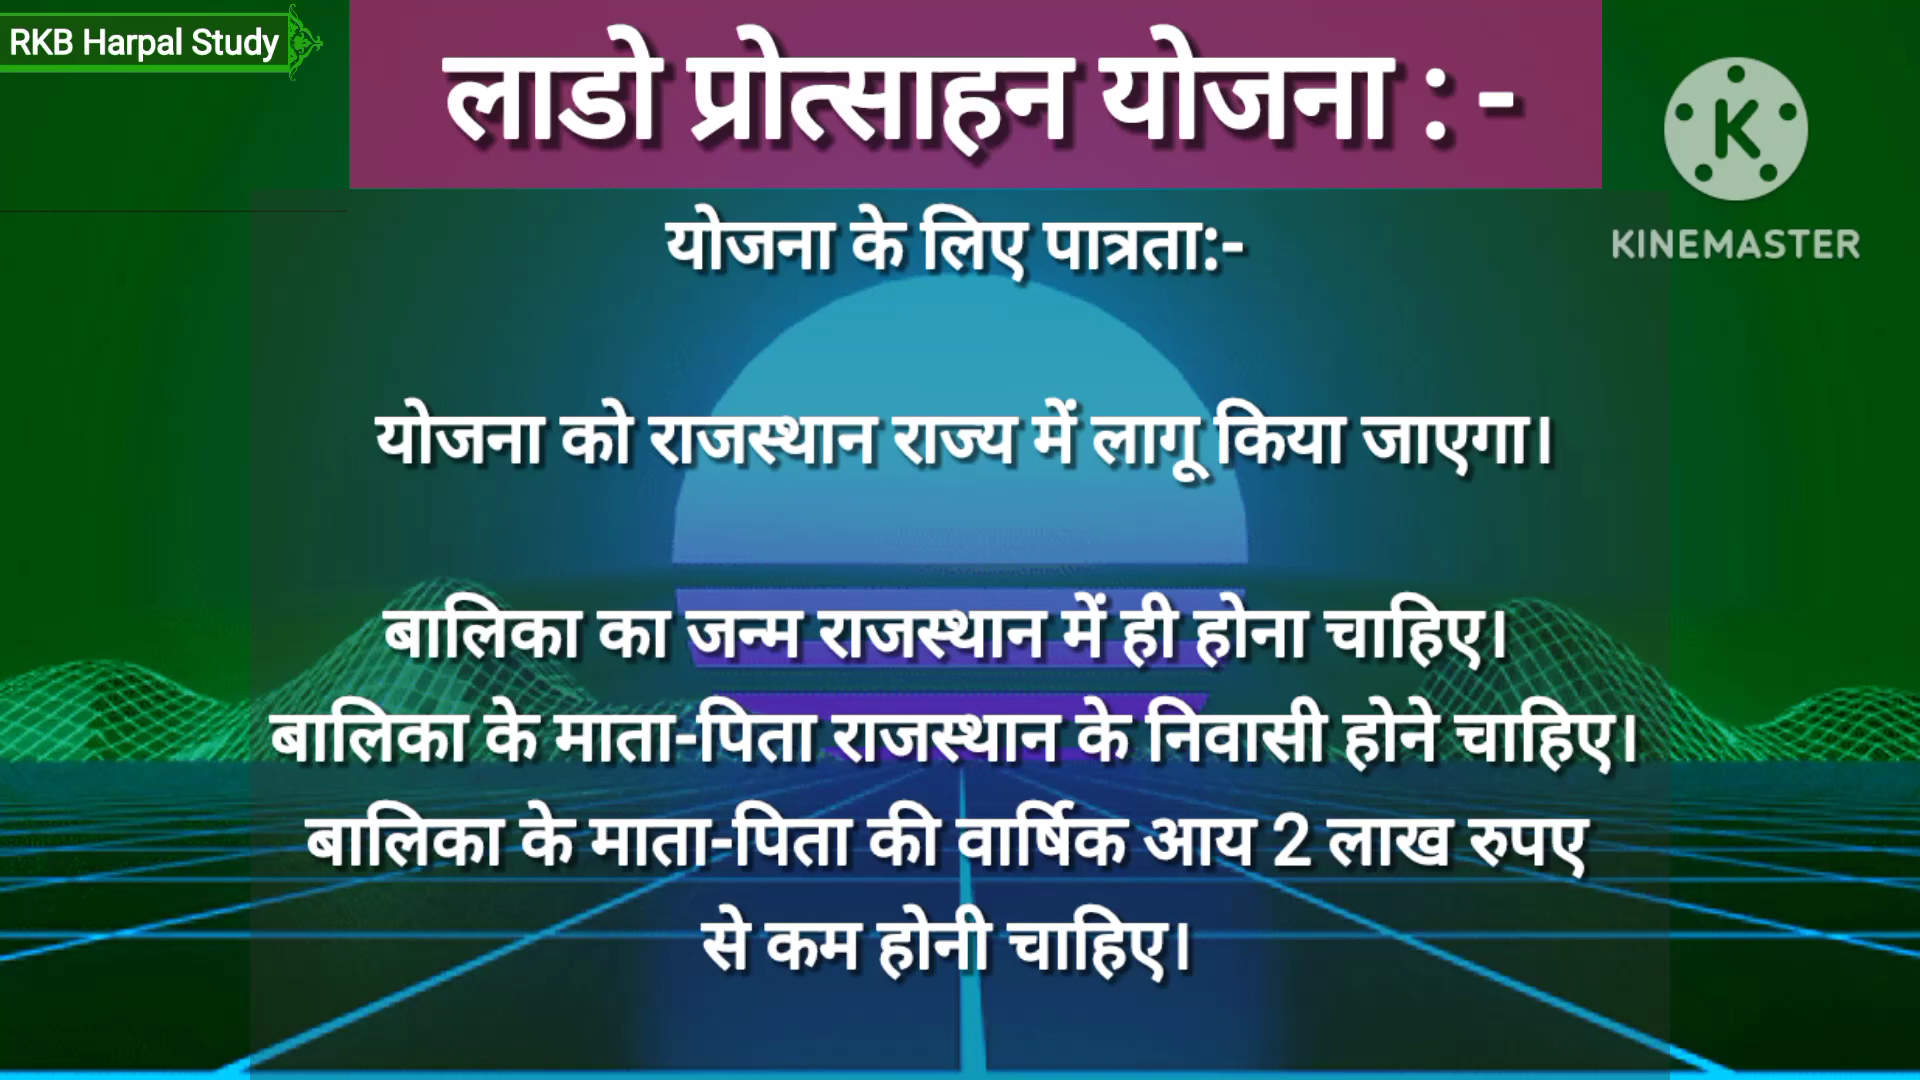 RKB Harpal Study
लाडो प्रोत्साहन योजना : -
KINEMASTER
योजना के लिए पात्रता:-
योजना को राजस्थान राज्य में लागू किया जाएगा।
बालिका का जन्म राजस्थान में ही होना चाहिए।
बालिका के माता-पिता राजस्थान के निवासी होने चाहिए।
बालिका के माता-पिता की वार्षिक आय 2 लाख रुपए
से कम होनी चाहिए।